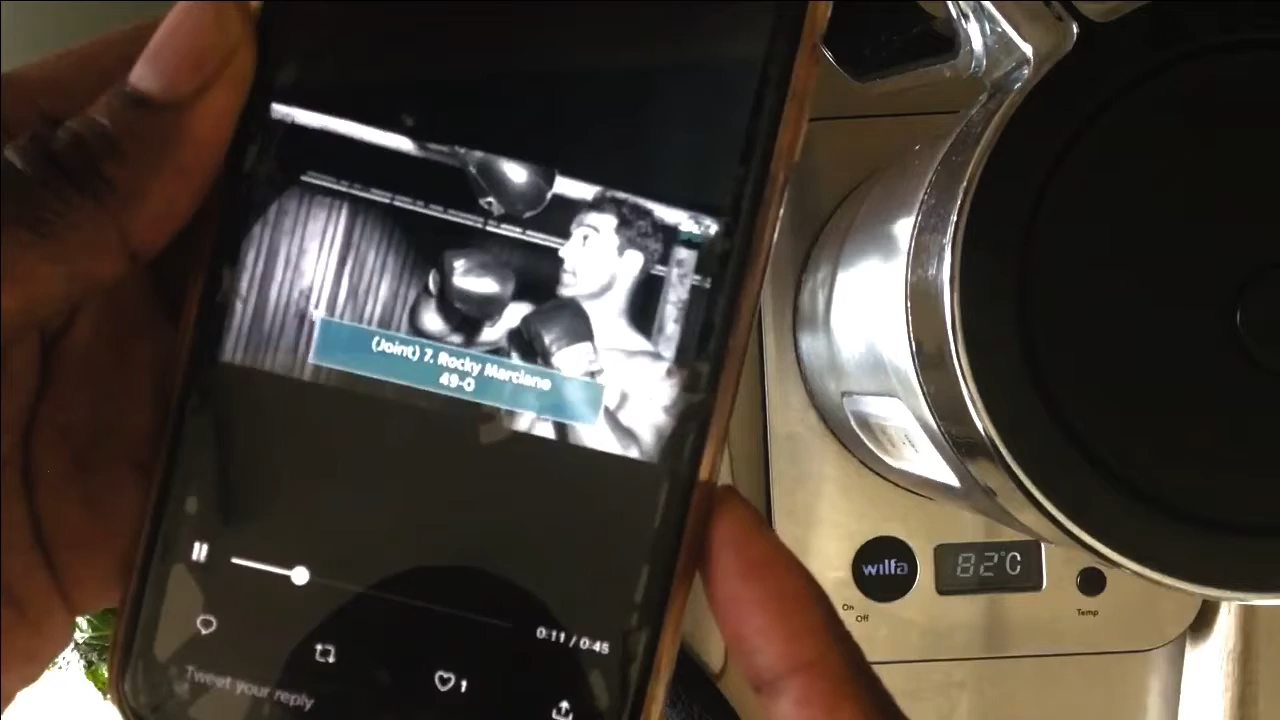 (Joint) 7. Rocky Marciano
49-0
0:11 / 0:45
1
Tweet your reply
wilfa
82°C
On
Off
Temp